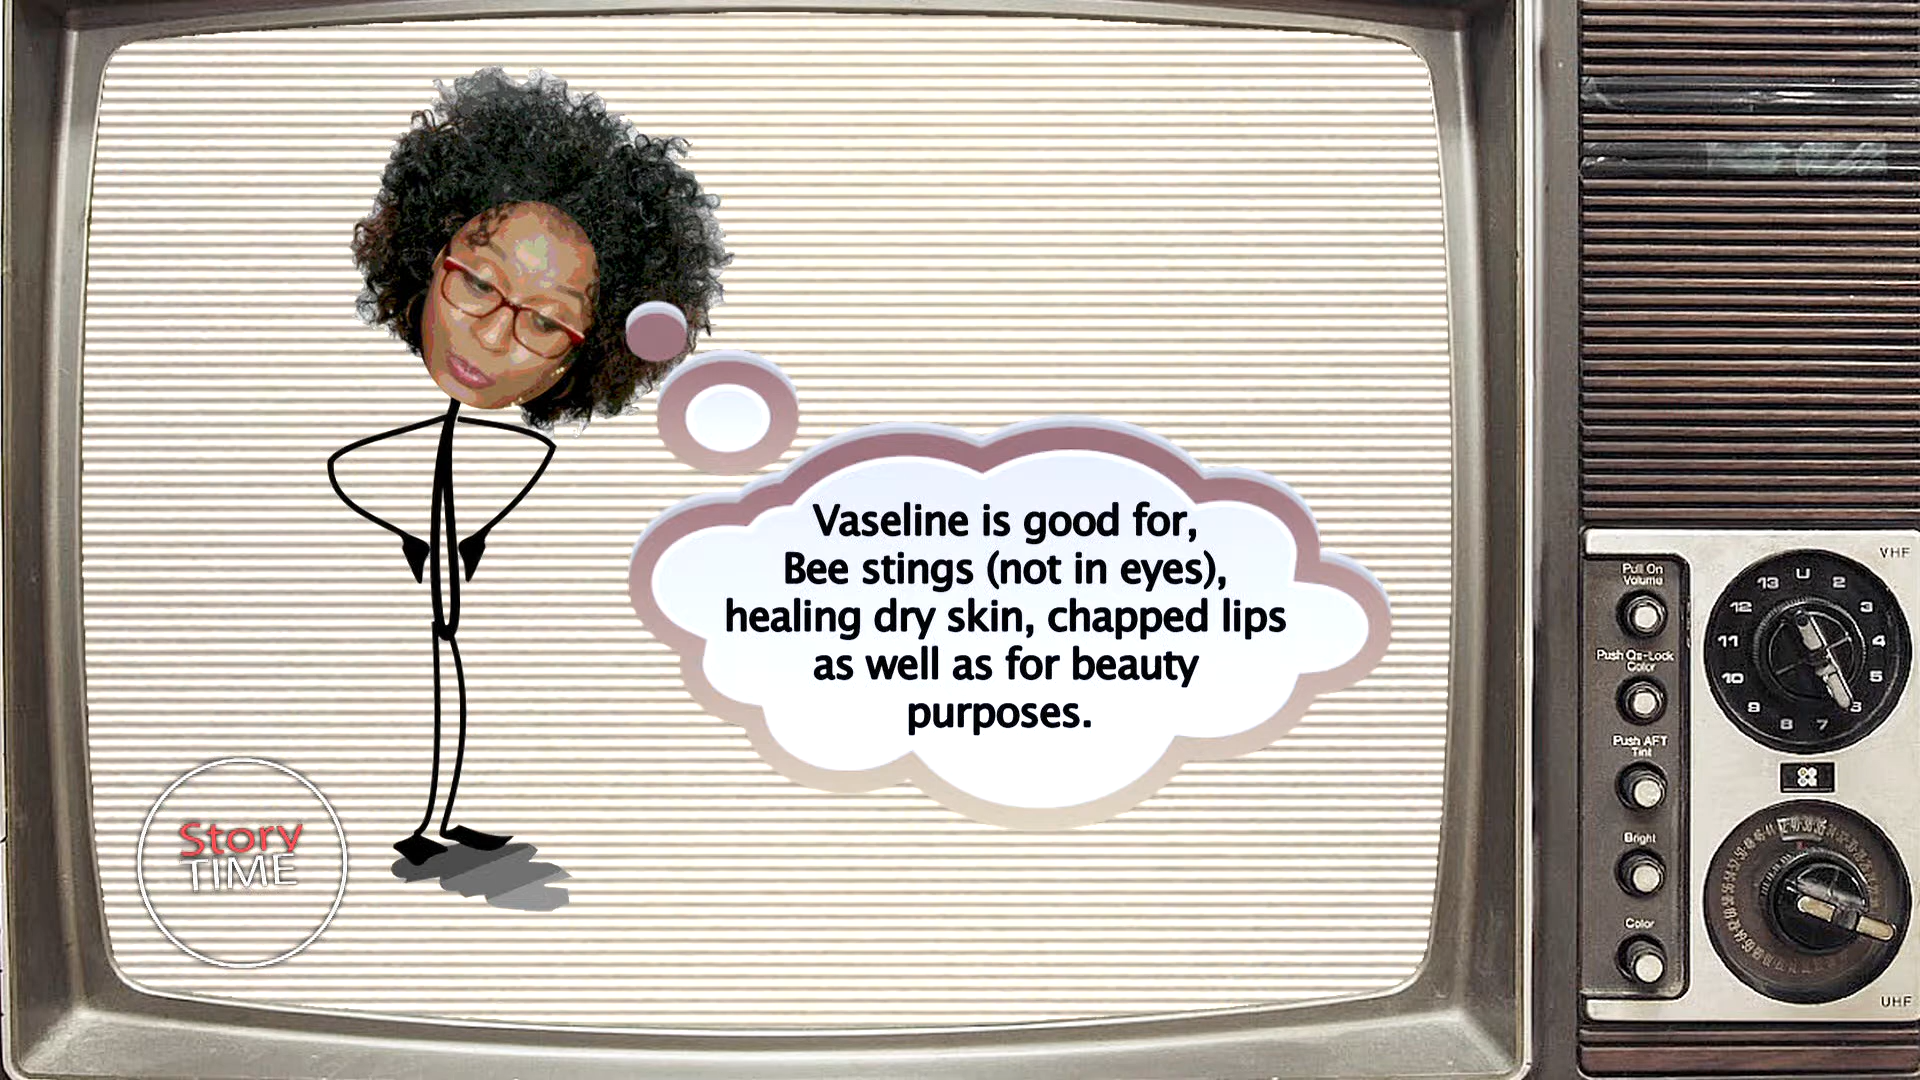 Vaseline is good for,
Bee stings (not in eyes),
healing dry skin, chapped lips
as well as for beauty
purposes.
Story
TIME
Pull On
Volume
Push On-Lock
Color
Push AFT
Tint
Bright
Color
VHF
U
2
3
4
5
7
8
9
10
11
12
13
UHF